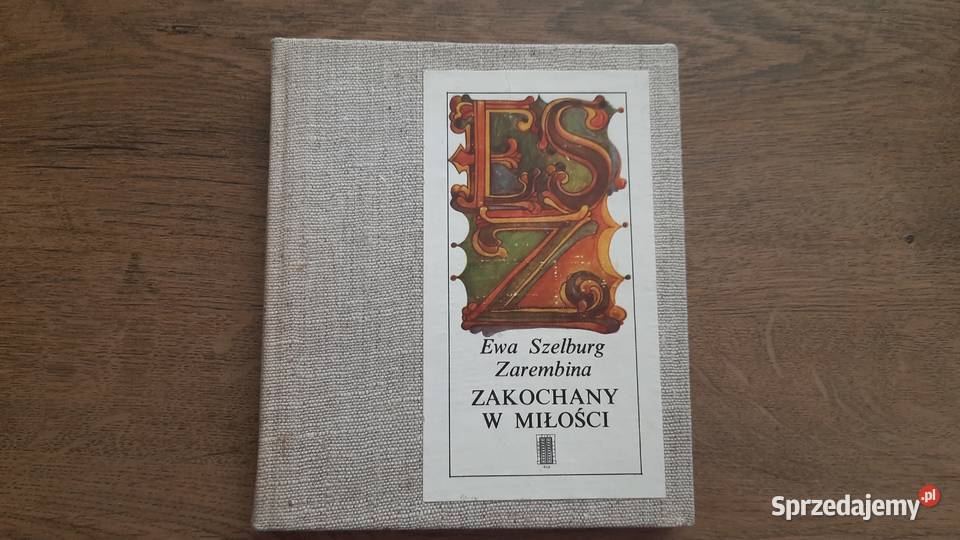 ESZ
Ewa Szelburg
Zarembina
ZAKOCHANY
W MIŁOŚCI
Sprzedajemy.pl